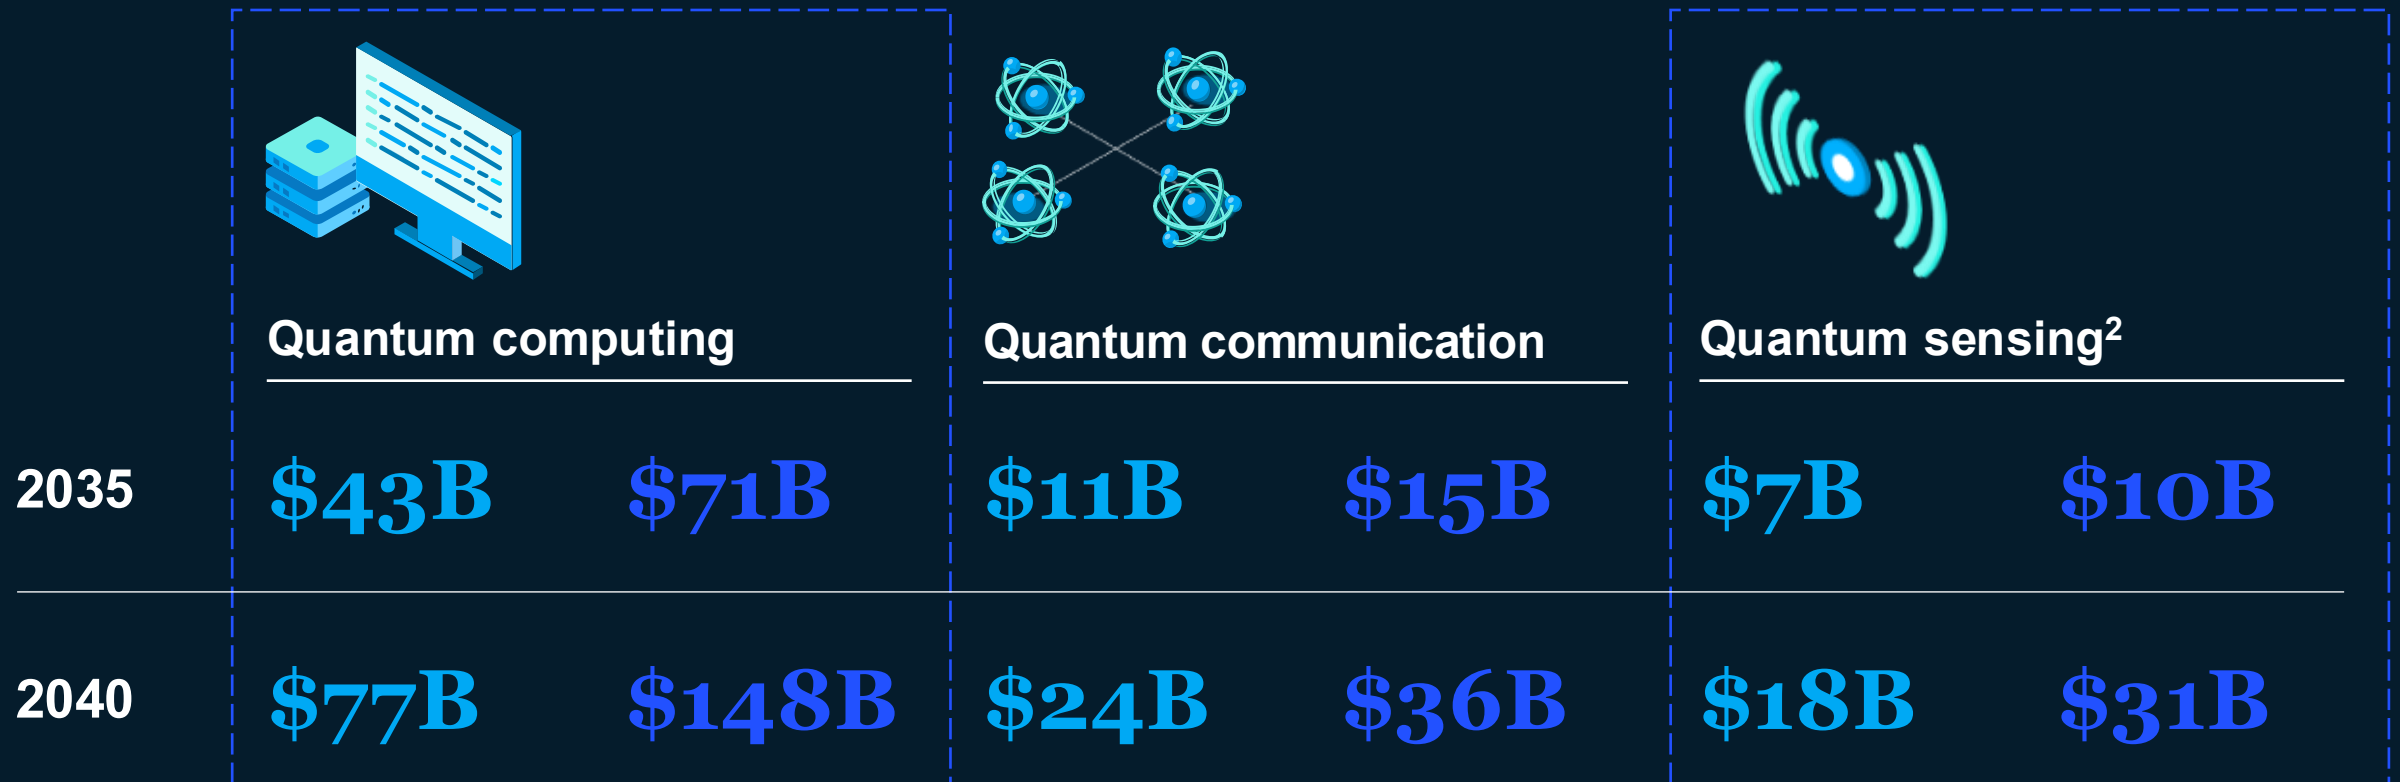 Quantum computing
Quantum communication
Quantum sensing²
2035 $43B $71B $11B $15B $7B $10B
2040 $77B $148B $24B $36B $18B $31B